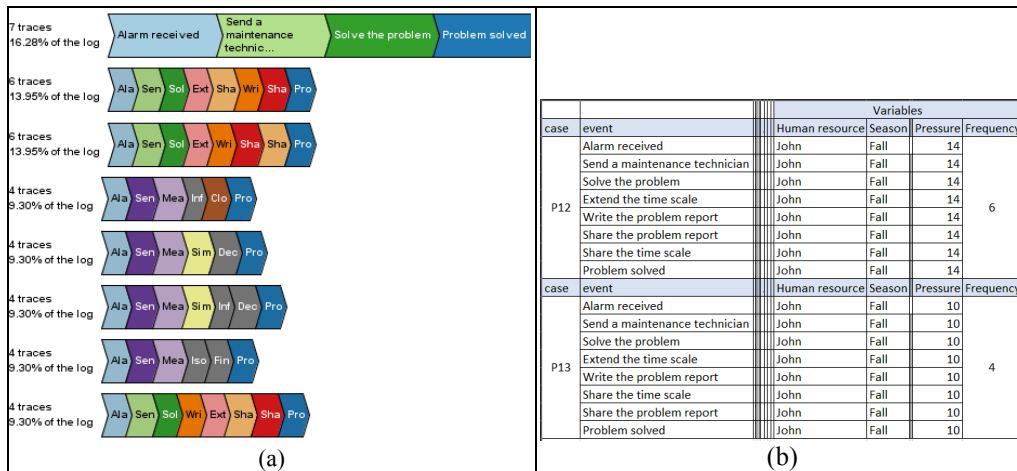 7 traces
16.28% of the log
Alarm received
Send a
maintenance
technic...
Solve the problem
Problem solved
6 traces
13.95% of the log
Ala Sen Sol Ext Sha Wri Sha Pro
6 traces
13.95% of the log
Ala Sen Sol Ext Wri Sha Sha Pro
4 traces
9.30% of the log
Ala Sen Mea Inf Clo Pro
4 traces
9.30% of the log
Ala Sen Mea Sim Dec Pro
4 traces
9.30% of the log
Ala Sen Mea Sim Inf Dec Pro
4 traces
9.30% of the log
Ala Sen Mea Iso Fin Pro
4 traces
9.30% of the log
Ala Sen Sol Wri Ext Sha Sha Pro
(a)
Variables
case event . Human resource Season Pressure Frequency
Alarm received John Fall 14
Send a maintenance technician John Fall 14
Solve the problem John Fall 14
Extend the time scale John Fall 14
P12 Write the problem report John Fall 14 6
Share the problem report John Fall 14
Share the time scale John Fall 14
Problem solved John Fall 14
case event Human resource Season Pressure Frequency
Alarm received John Fall 10
Send a maintenance technician John Fall 10
Solve the problem John Fall 10
Extend the time scale John Fall 10
P13 Write the problem report John Fall 10 4
Share the time scale John Fall 10
Share the problem report John Fall 10
Problem solved John Fall 10
(b)